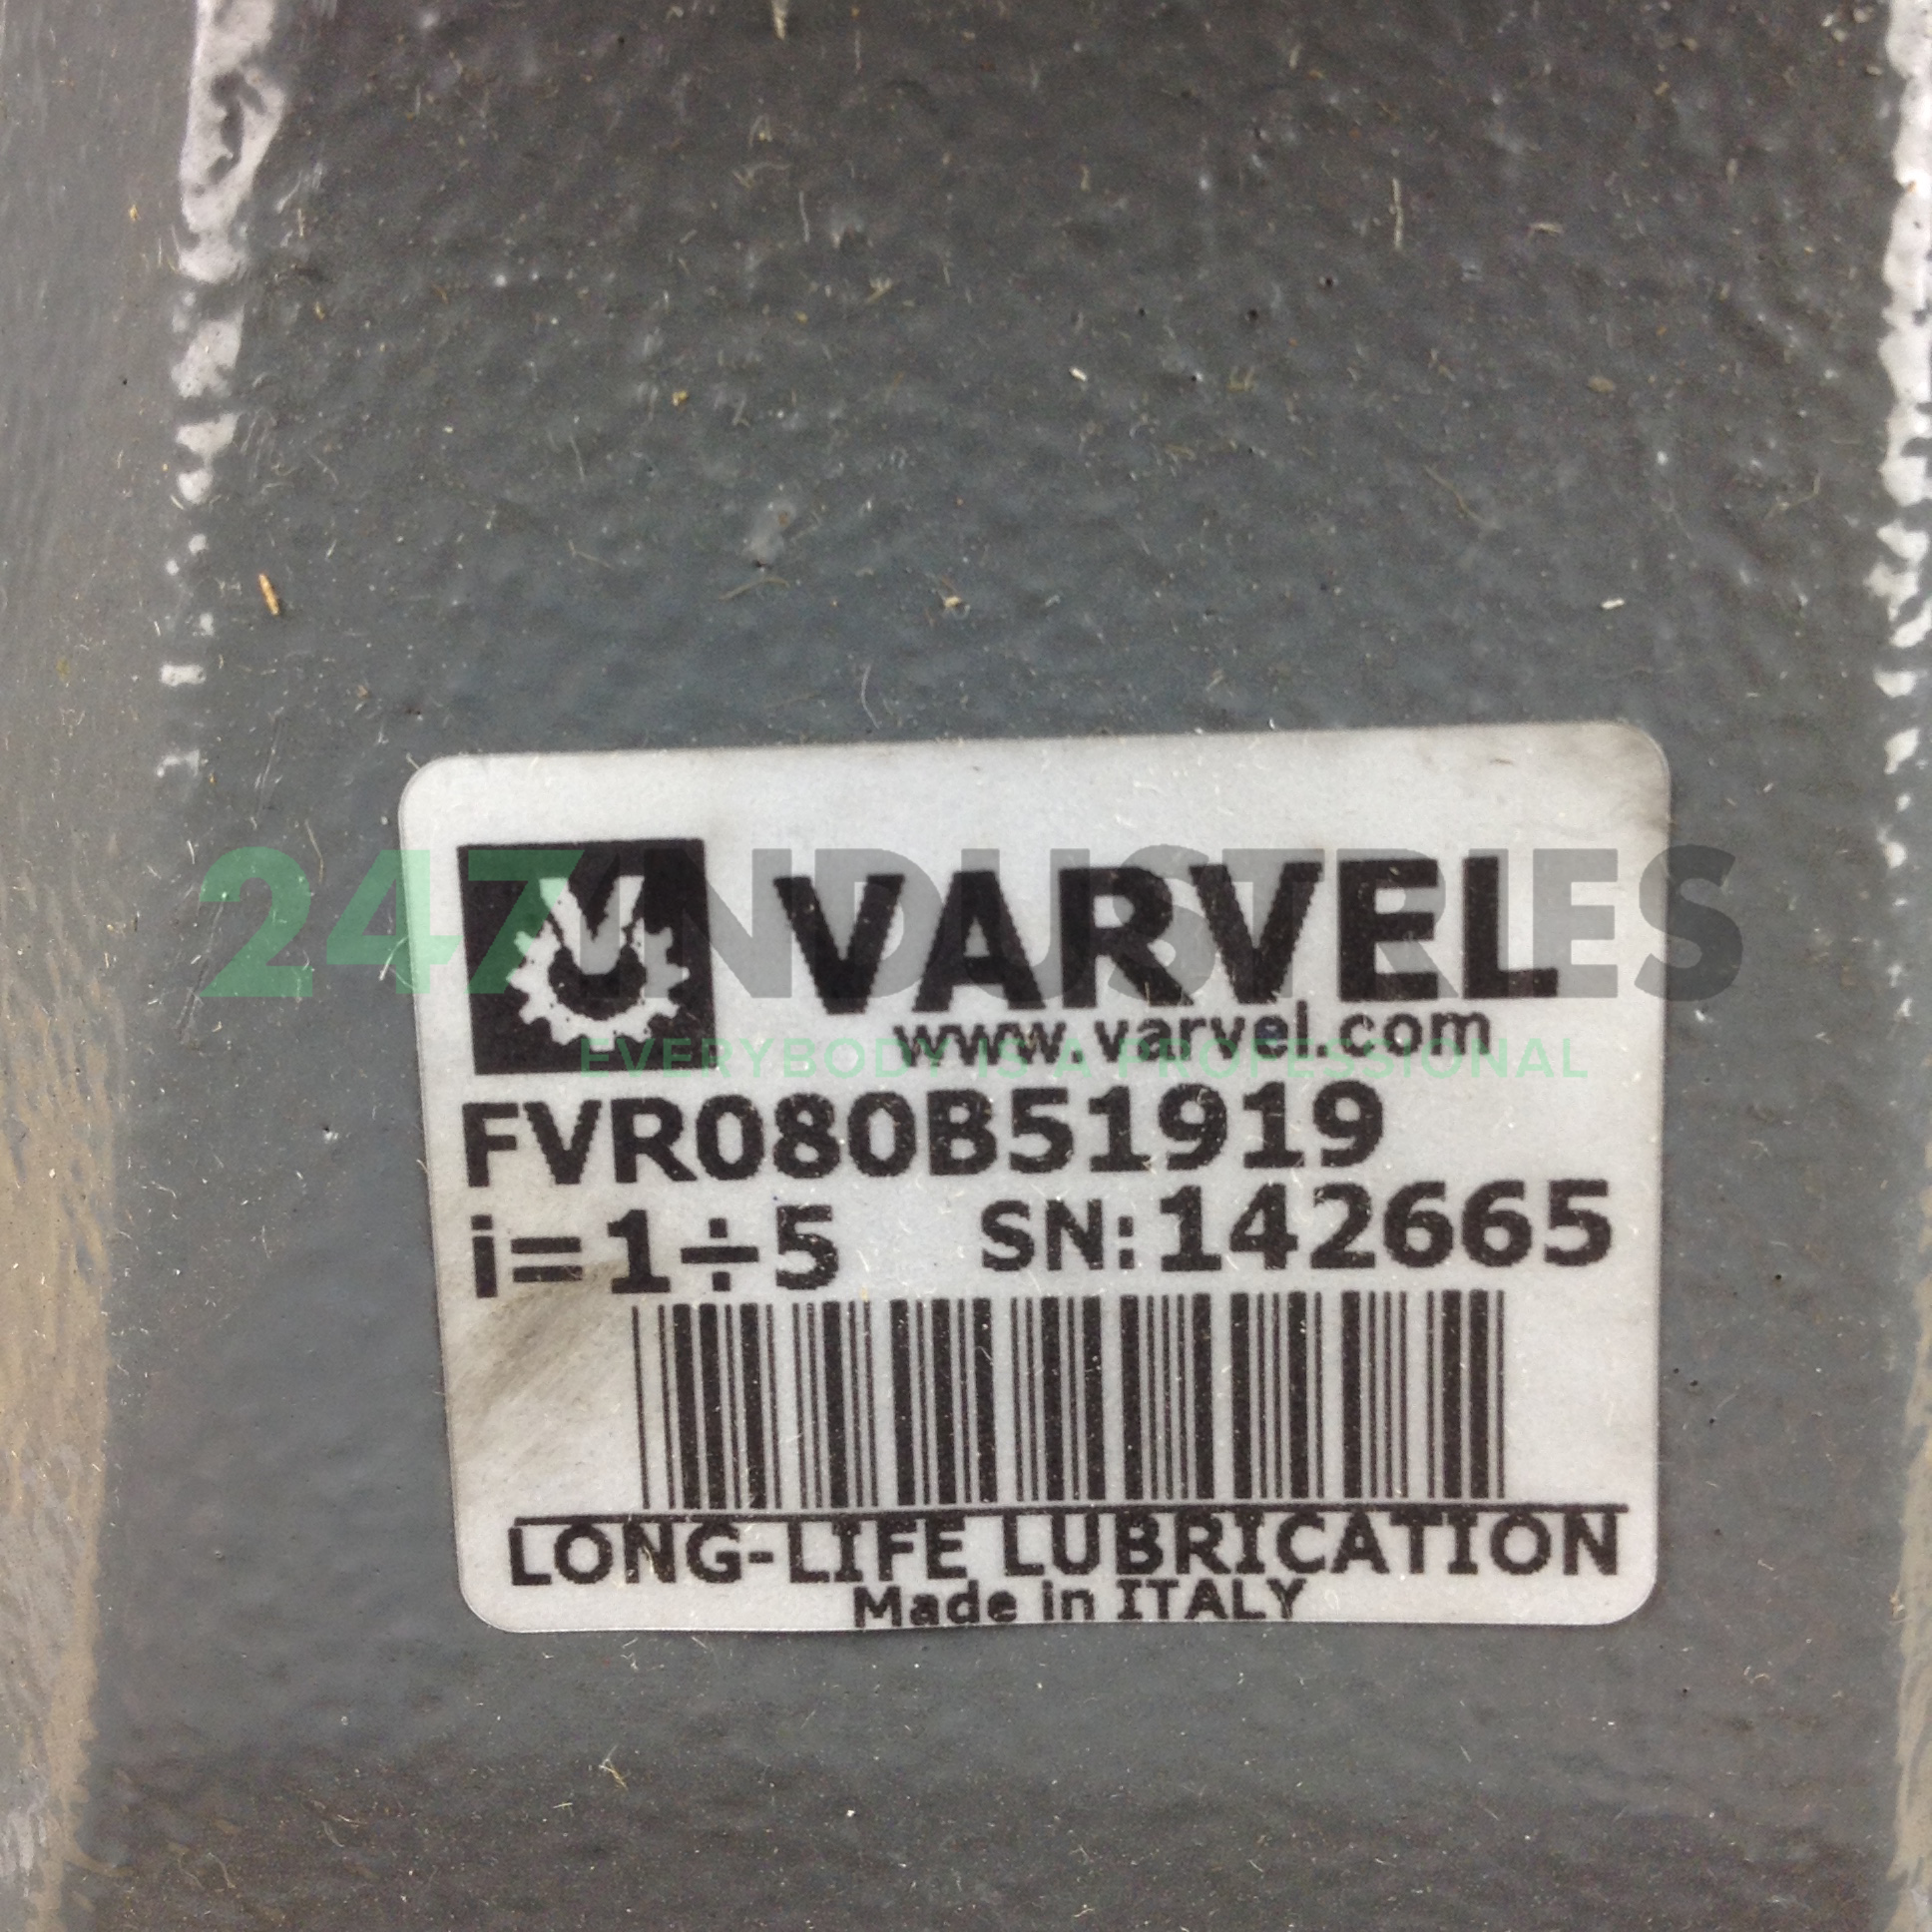 247INDUSTRIES
VARVEL
www.varvel.com
EVERYBODY IS A PROFESSIONAL
FVR080B51919
i=1÷5 SN:142665
LONG-LIFE LUBRICATION
Made in ITALY